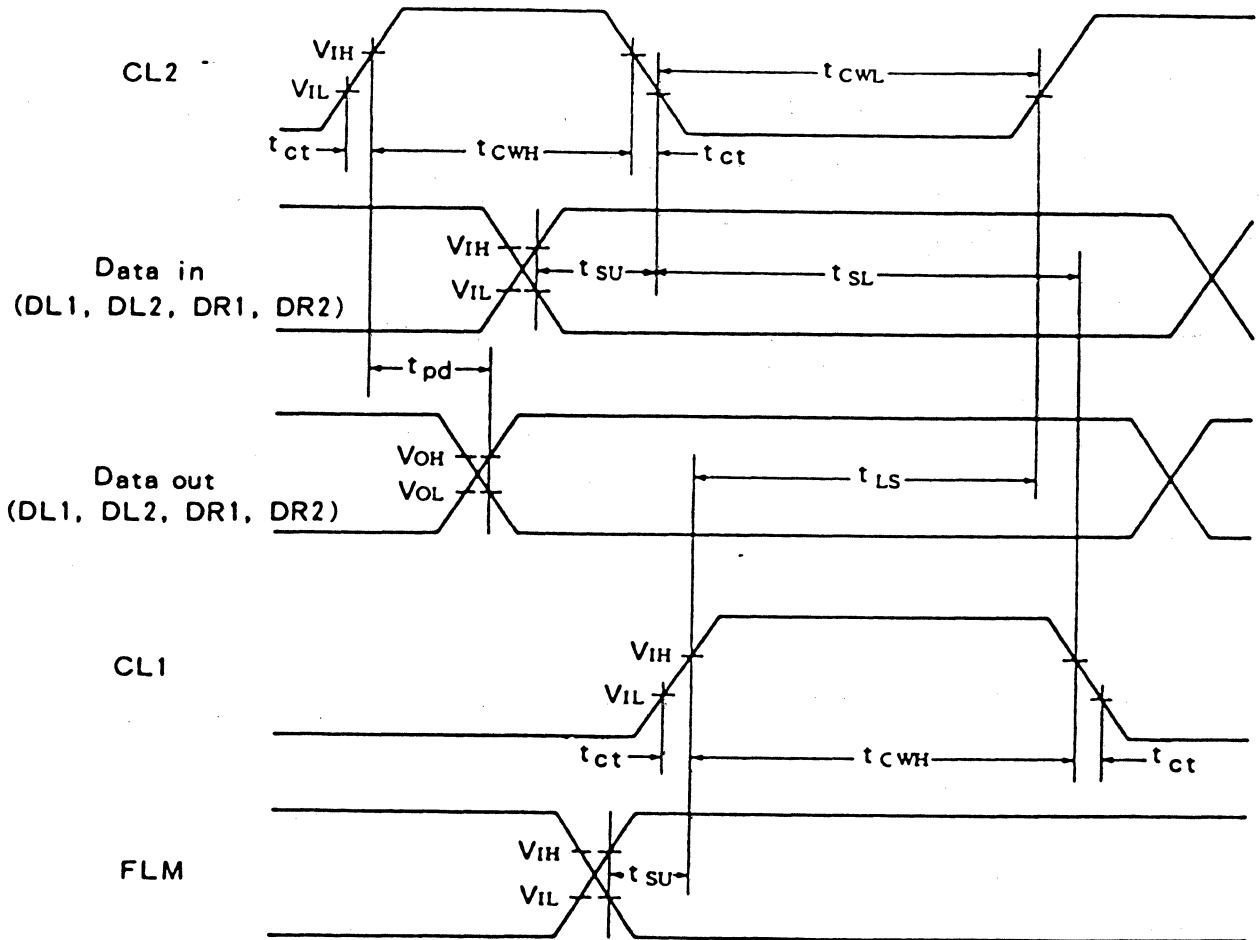 CL2
VIH
VIL
tct
tCWH
tct
tCWL
Data in
(DL1, DL2, DR1, DR2)
VIH
VIL
tSU
tSL
tpd
Data out
(DL1, DL2, DR1, DR2)
VOH
VOL
tLS
CL1
VIH
VIL
tct
tCWH
tct
FLM
VIH
VIL
tSU